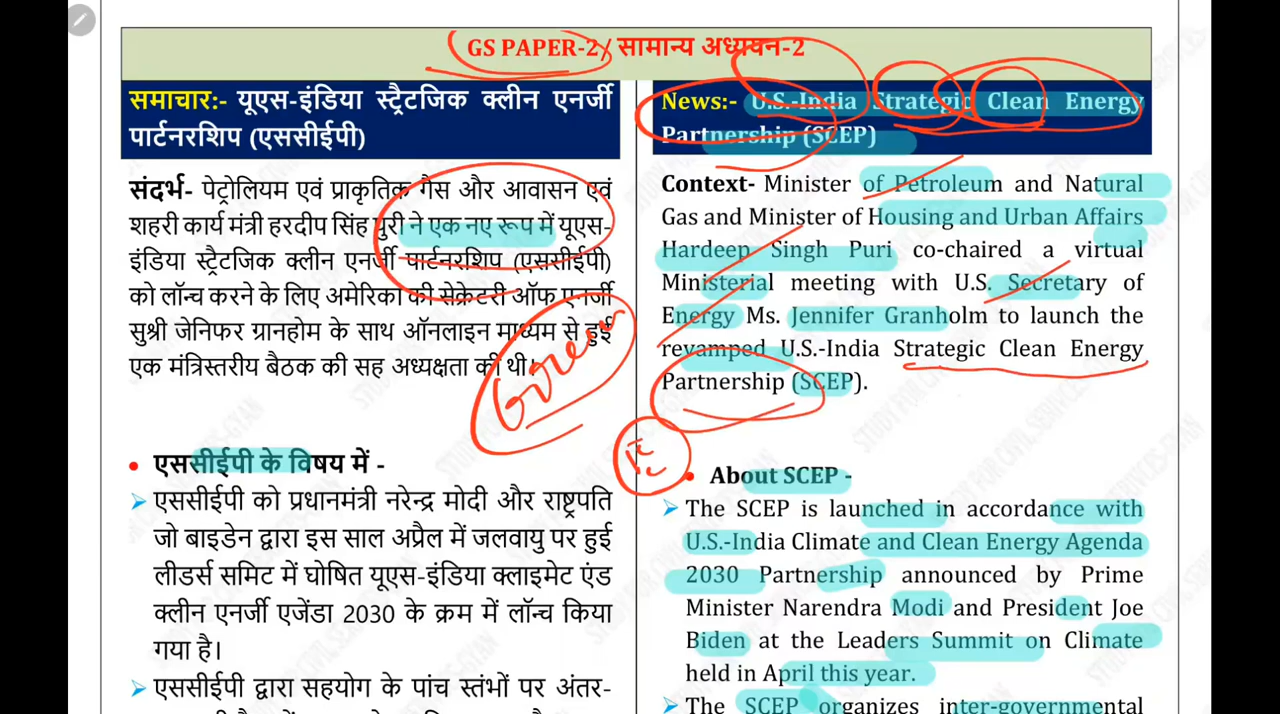 GS PAPER-2/ सामान्य अध्ययन-2
समाचार:- यूएस-इंडिया स्ट्रैटजिक क्लीन एनर्जी
पार्टनरशिप (एससीईपी)
संदर्भ- पेट्रोलियम एवं प्राकृतिक गैस और आवासन एवं
शहरी कार्य मंत्री हरदीप सिंह पुरी ने एक नए रूप में यूएस-
इंडिया स्ट्रैटजिक क्लीन एनर्जी पार्टनरशिप (एससीईपी)
को लॉन्च करने के लिए अमेरिका की सेक्रेटरी ऑफ एनर्जी
सुश्री जेनिफर ग्रानहोम के साथ ऑनलाइन माध्यम से हुई
एक मंत्रिस्तरीय बैठक की सह अध्यक्षता की थी।
Green
• एससीईपी के विषय में -
एससीईपी को प्रधानमंत्री नरेन्द्र मोदी और राष्ट्रपति
जो बाइडेन द्वारा इस साल अप्रैल में जलवायु पर हुई
लीडर्स समिट में घोषित यूएस-इंडिया क्लाइमेट एंड
क्लीन एनर्जी एजेंडा 2030 के क्रम में लॉन्च किया
गया है।
एससीईपी द्वारा सहयोग के पांच स्तंभों पर अंतर-
News:- U.S.-India Strategic Clean Energy
Partnership (SCEP)
Context- Minister of Petroleum and Natural
Gas and Minister of Housing and Urban Affairs
Hardeep Singh Puri co-chaired a virtual
Ministerial meeting with U.S. Secretary of
Energy Ms. Jennifer Granholm to launch the
revamped U.S.-India Strategic Clean Energy
Partnership (SCEP).
• About SCEP -
The SCEP is launched in accordance with
U.S.-India Climate and Clean Energy Agenda
2030 Partnership announced by Prime
Minister Narendra Modi and President Joe
Biden at the Leaders Summit on Climate
held in April this year.
The SCEP organizes inter-governmental